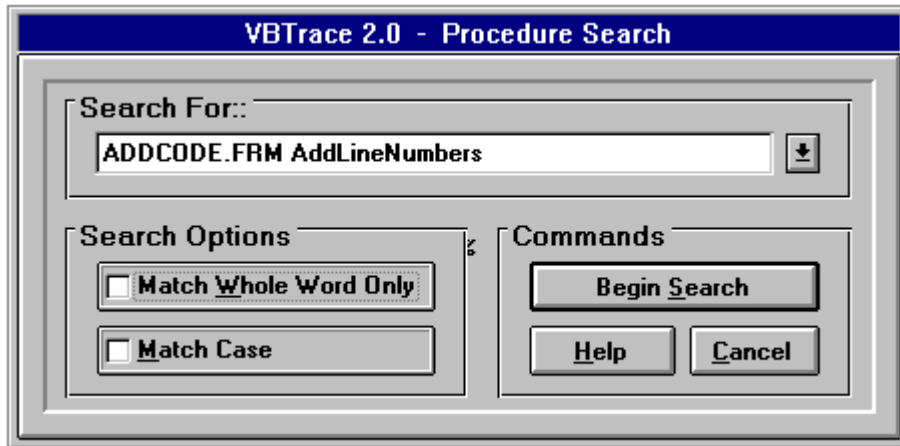 VBTrace 2.0 - Procedure Search
Search For::
ADDCODE.FRM AddLineNumbers
Search Options
Match Whole Word Only
Match Case
%
Commands
Begin Search
Help
Cancel